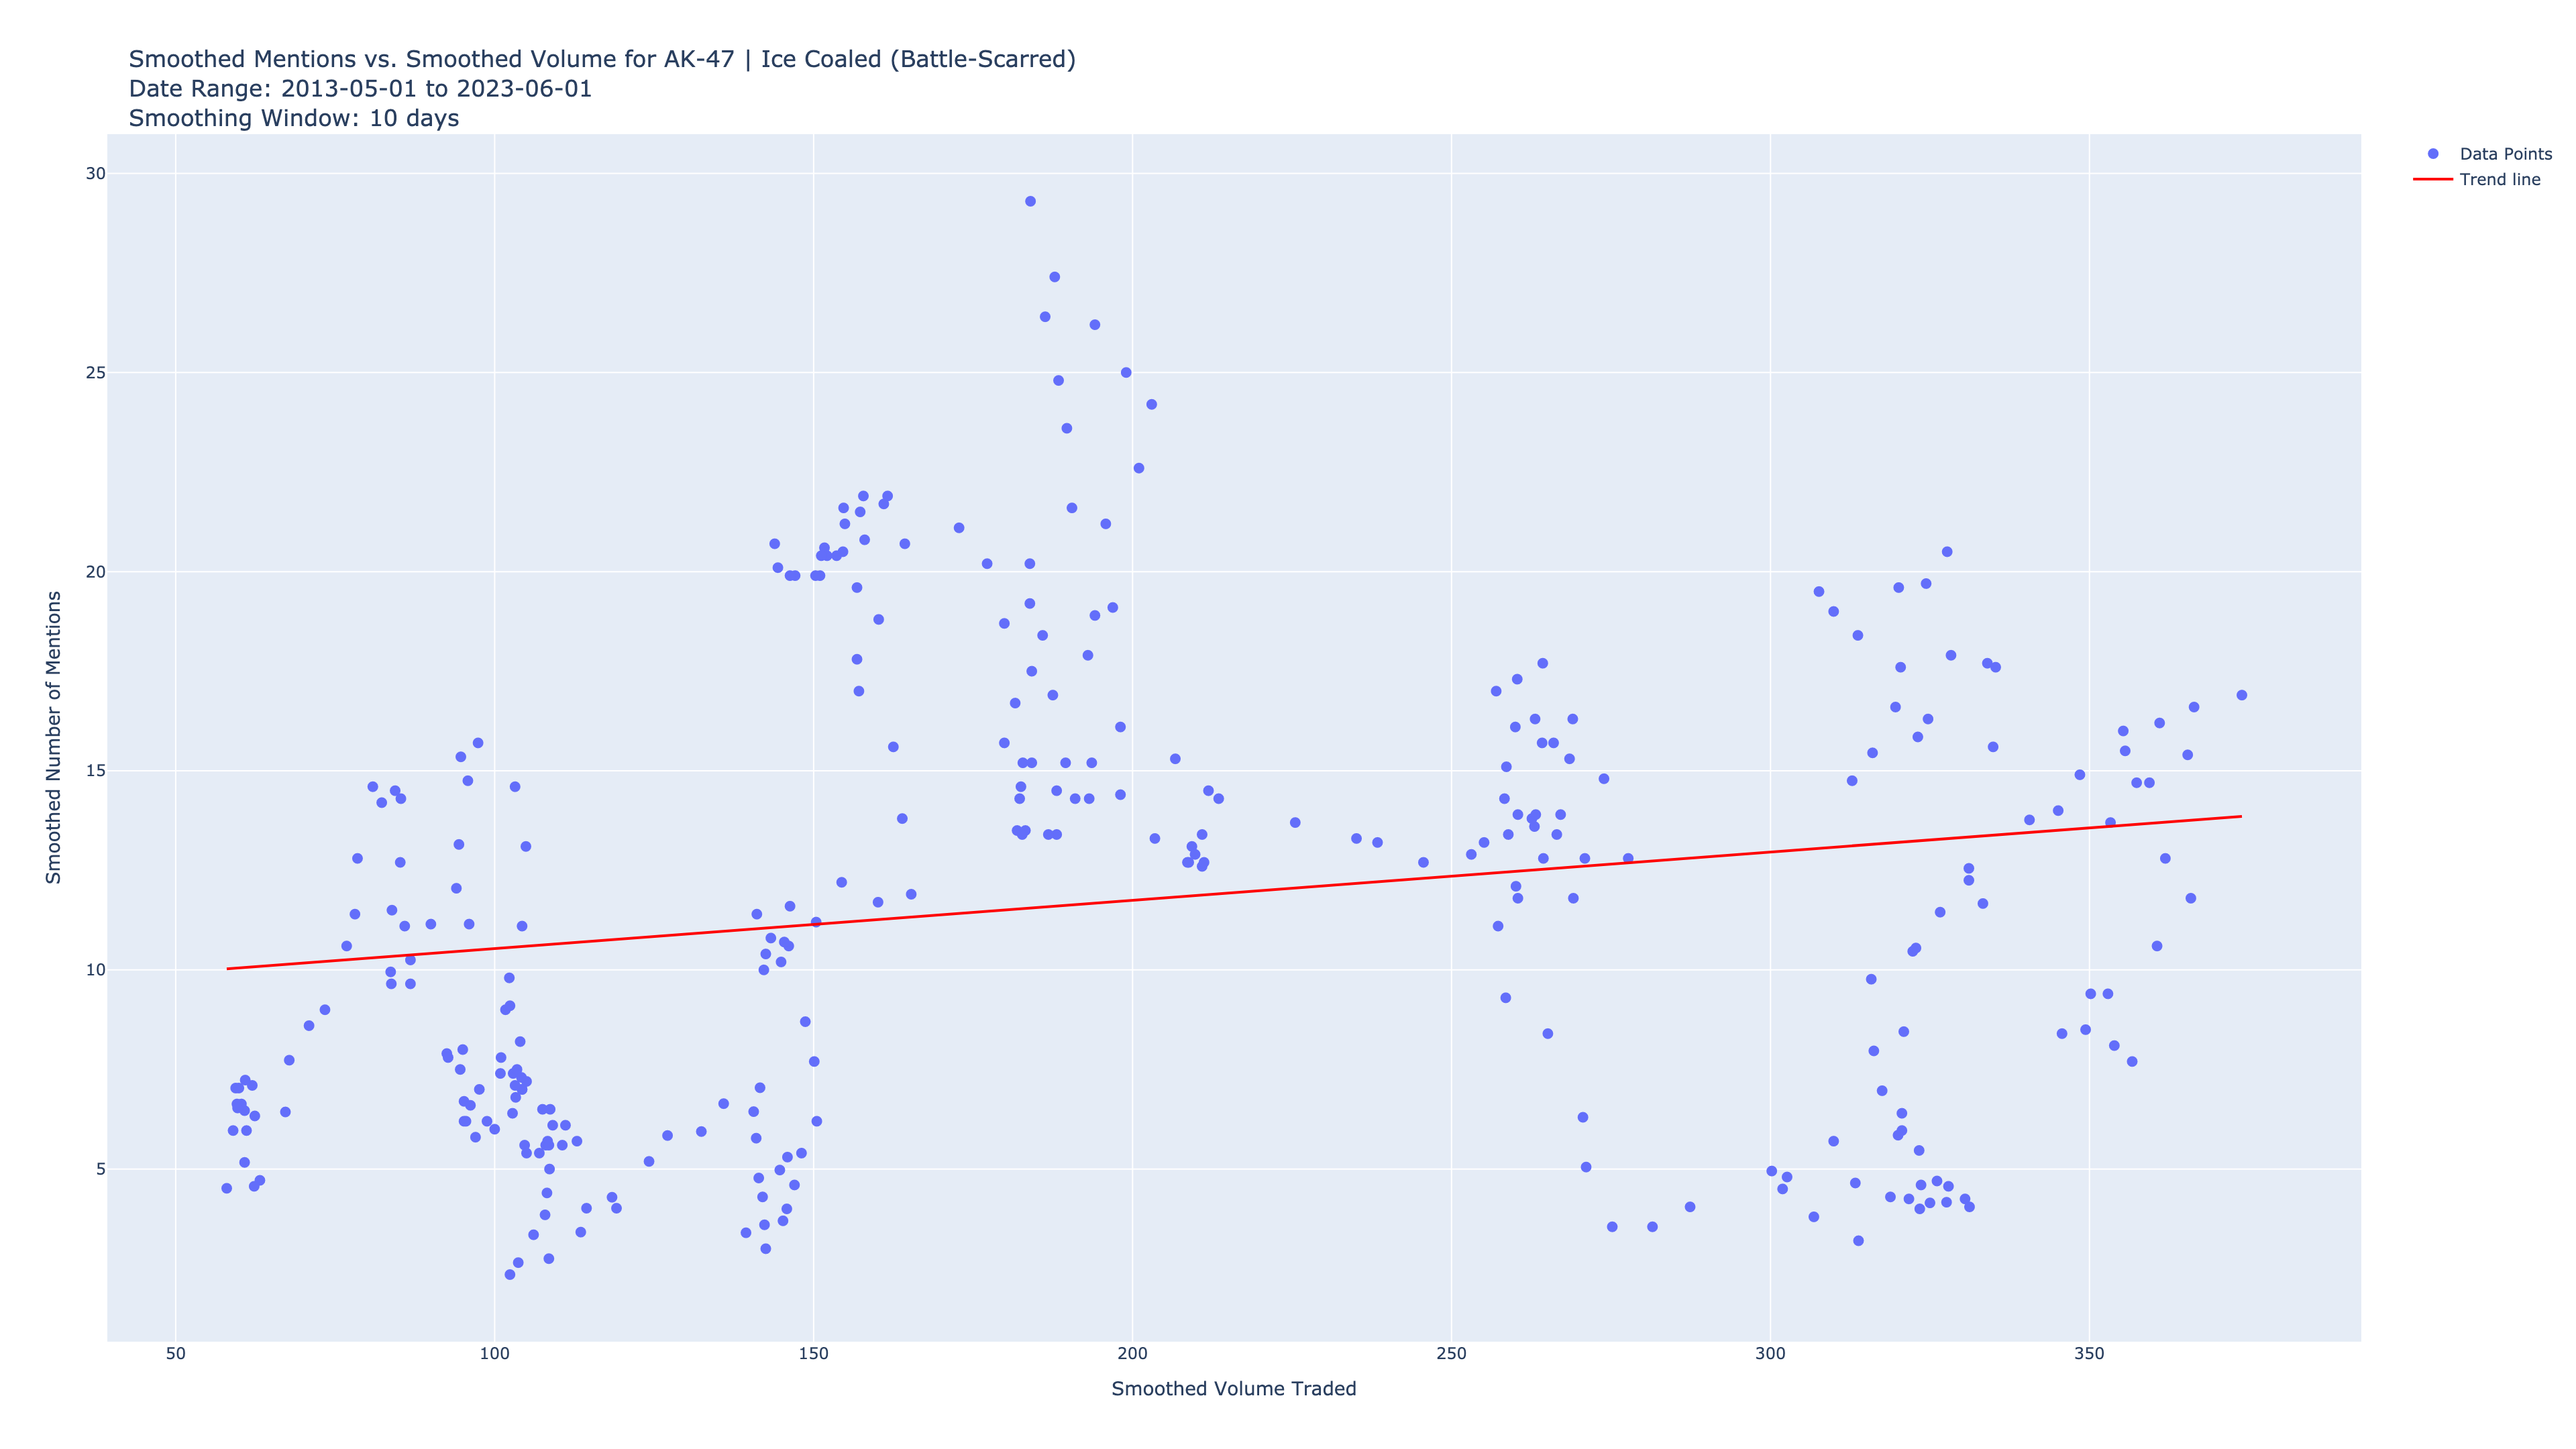 Smoothed Mentions vs. Smoothed Volume for AK-47 | Ice Coaled (Battle-Scarred)
Date Range: 2013-05-01 to 2023-06-01
Smoothing Window: 10 days
Data Points
Trend line
Smoothed Number of Mentions
30
25
20
15
10
5
50
100
150
200
250
300
350
Smoothed Volume Traded